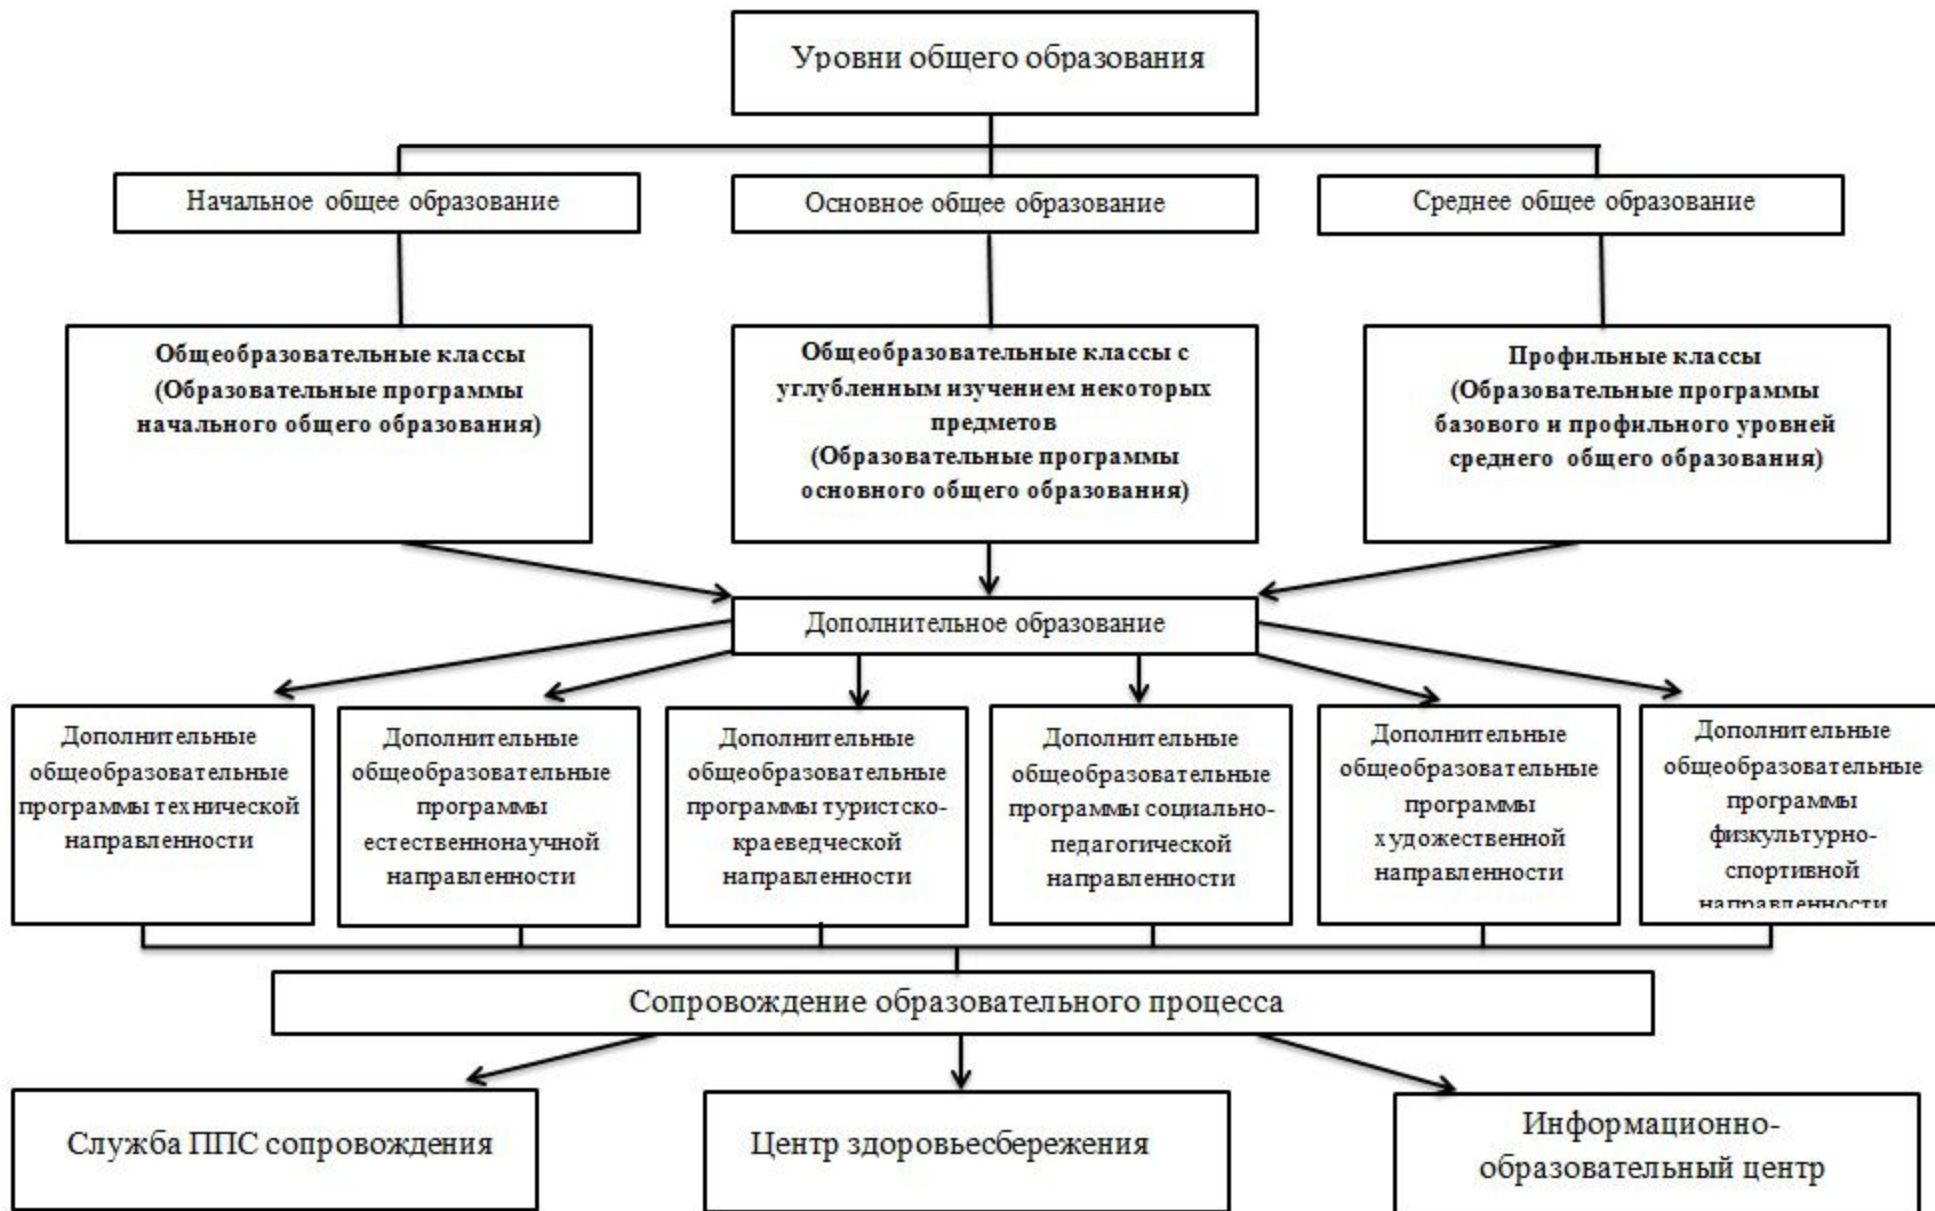 Уровни общего образования
Начальное общее образование
Основное общее образование
Среднее общее образование
Общеобразовательные классы
(Образовательные программы
начального общего образования)
Общеобразовательные классы с
углубленным изучением некоторых
предметов
(Образовательные программы
основного общего образования)
Профильные классы
(Образовательные программы
базового и профильного уровней
среднего общего образования)
Дополнительное образование
Дополнительные
общеобразовательные
программы технической
направленности
Дополнительные
общеобразовательные
программы
естественнонаучной
направленности
Дополнительные
общеобразовательные
программы туристско-
краеведческой
направленности
Дополнительные
общеобразовательные
программы социально-
педагогической
направленности
Дополнительные
общеобразовательные
программы
художественной
направленности
Дополнительные
общеобразовательные
программы
физкультурно-
спортивной
направленности
Сопровождение образовательного процесса
Служба ППС сопровождения
Центр здоровьесбережения
Информационно-
образовательный центр